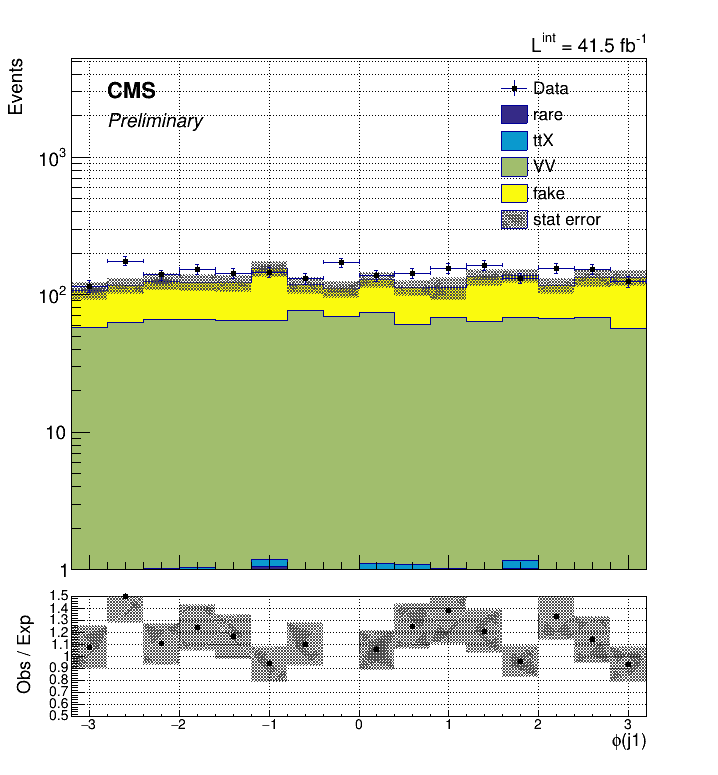 L^int = 41.5 fb^-1
Events
CMS
Preliminary
Data
rare
ttX
VV
fake
stat error
10^3
10^2
10
1
Obs / Exp
1.5
1.4
1.3
1.2
1.1
1
0.9
0.8
0.7
0.6
0.5
−3 −2 −1 0 1 2 3
ϕ(j1)